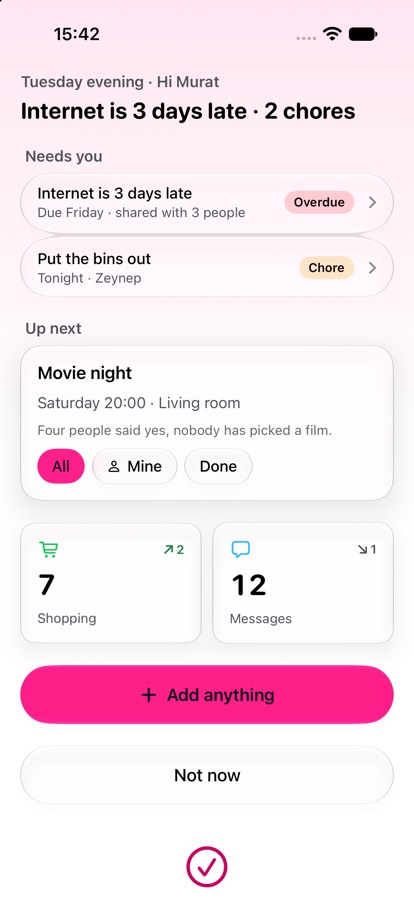 15:42
Tuesday evening · Hi Murat
Internet is 3 days late · 2 chores
Needs you
Internet is 3 days late
Due Friday · shared with 3 people
Overdue
Put the bins out
Tonight · Zeynep
Chore
Up next
Movie night
Saturday 20:00 · Living room
Four people said yes, nobody has picked a film.
All
Mine
Done
2
7
Shopping
1
12
Messages
Add anything
Not now